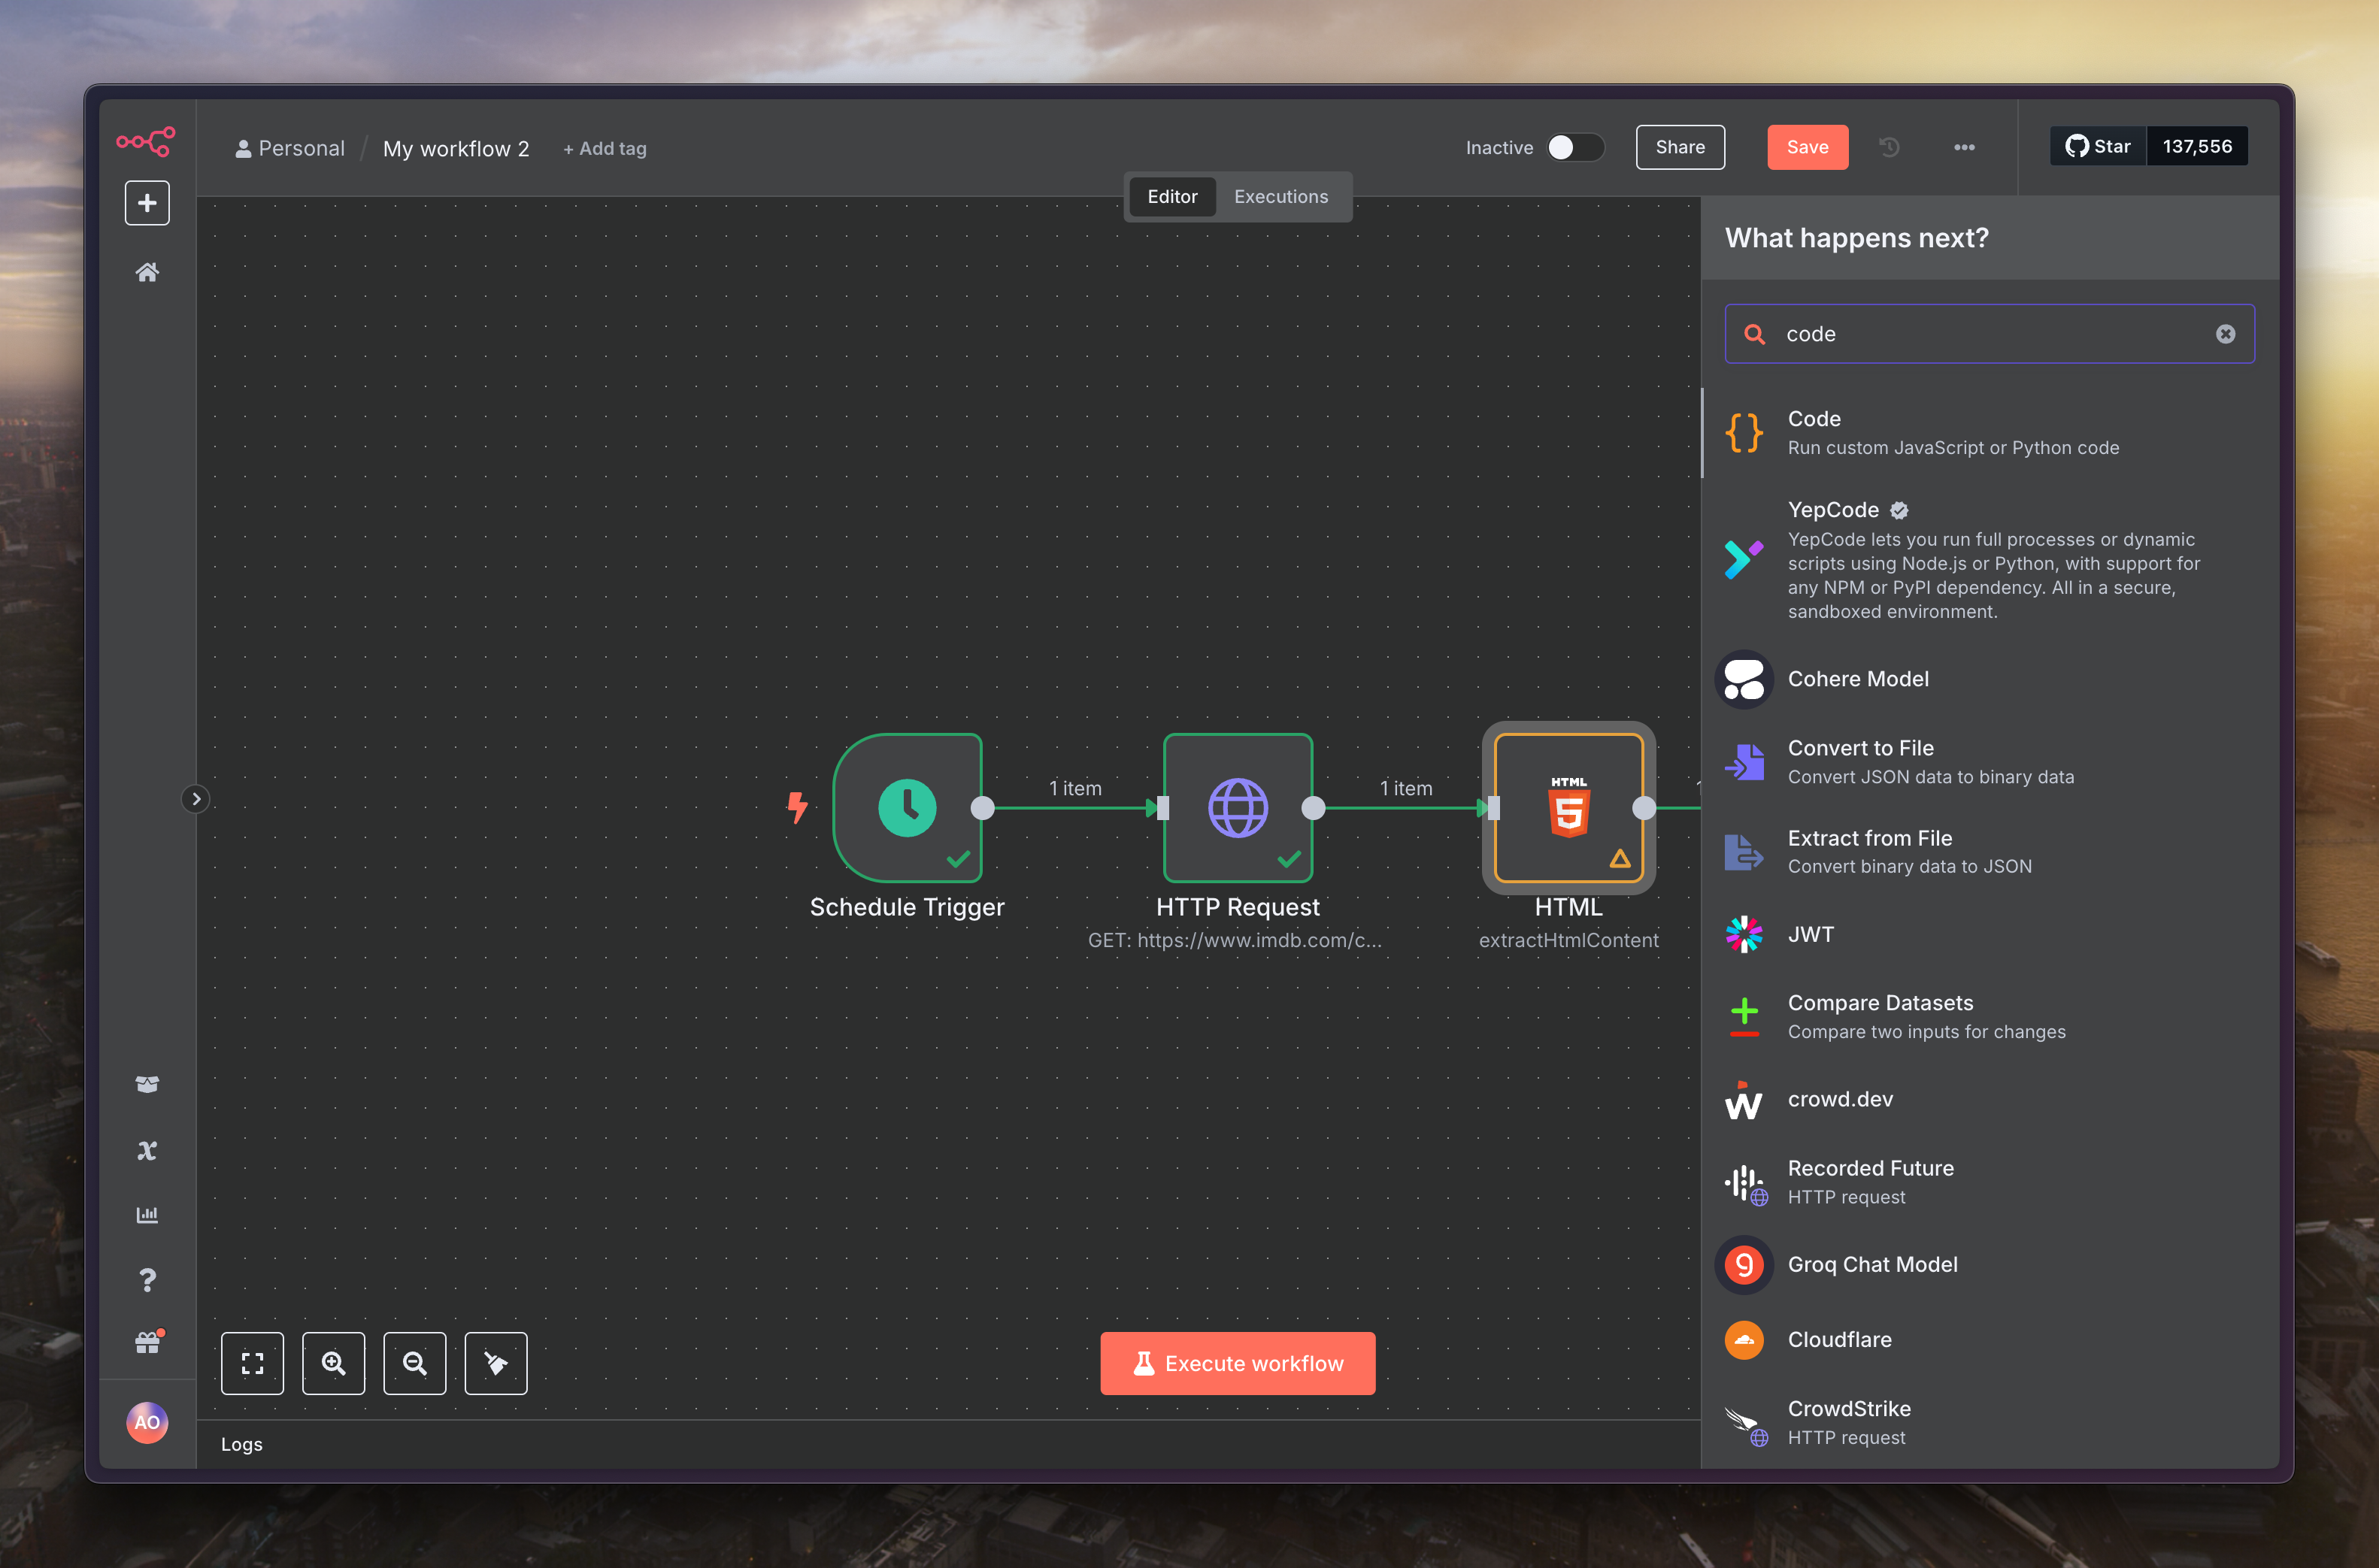 Personal / My workflow 2 + Add tag
Inactive
Share
Save
Star 137,556
Editor Executions
What happens next?
code
Code
Run custom JavaScript or Python code
YepCode
YepCode lets you run full processes or dynamic
scripts using Node.js or Python, with support for
any NPM or PyPI dependency. All in a secure,
sandboxed environment.
Cohere Model
Convert to File
Convert JSON data to binary data
Extract from File
Convert binary data to JSON
JWT
Compare Datasets
Compare two inputs for changes
crowd.dev
Recorded Future
HTTP request
Groq Chat Model
Cloudflare
CrowdStrike
HTTP request
1 item
1 item
HTML
5
Schedule Trigger
HTTP Request
GET: https://www.imdb.com/c...
HTML
extractHtmlContent
Execute workflow
AO
Logs